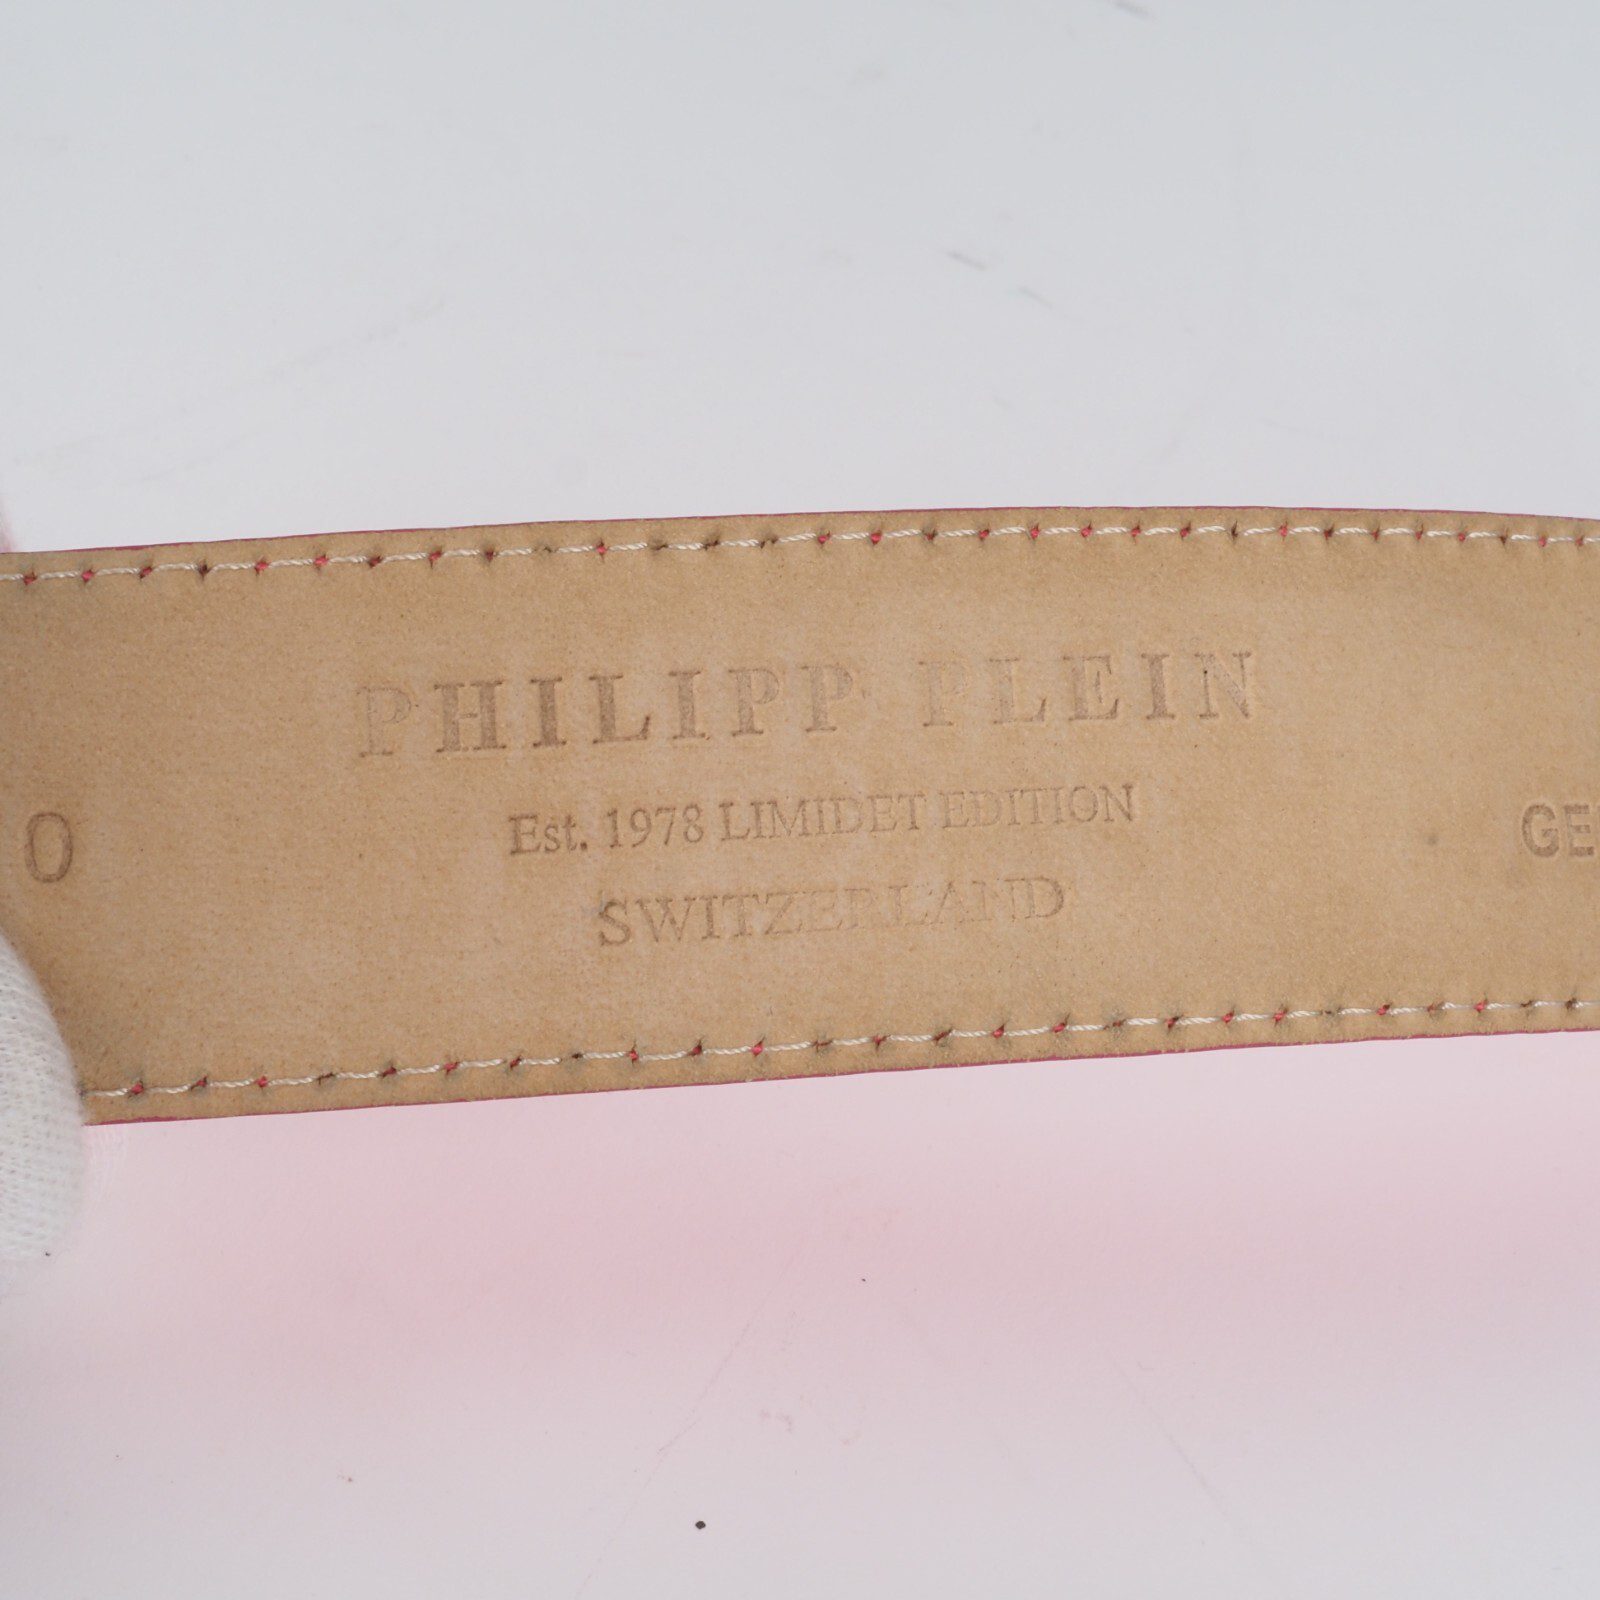 PHILIPP PLEIN
Est. 1978 LIMIDET EDITION
SWITZERLAND